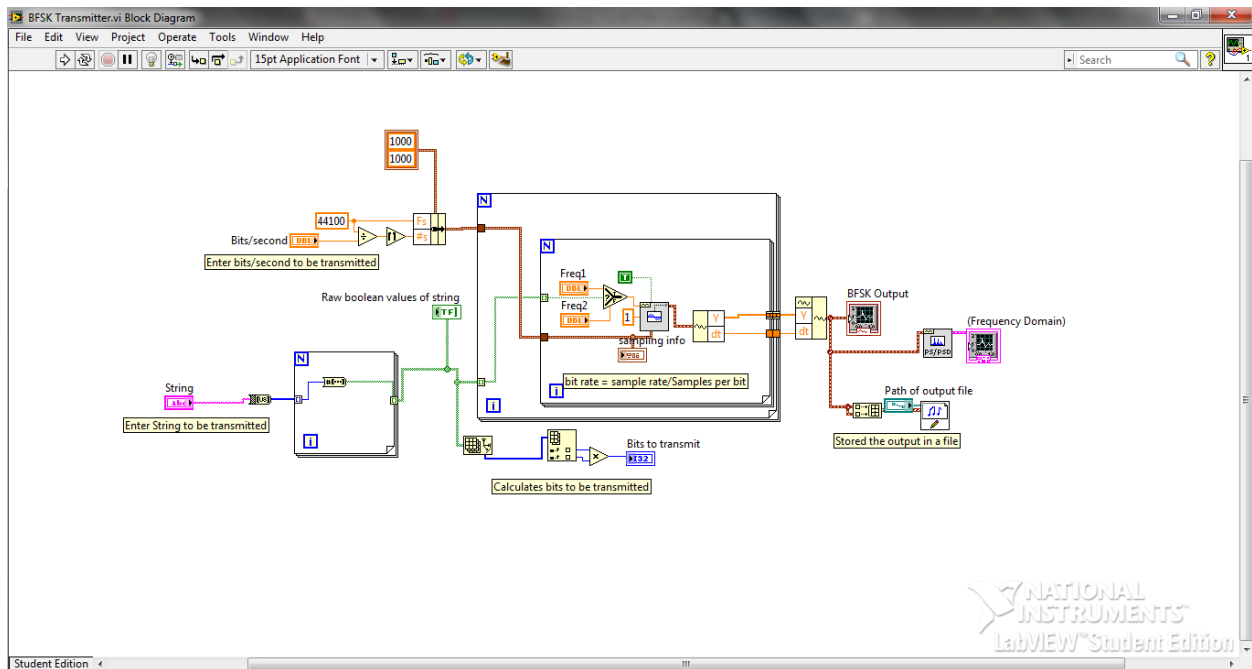 BFSK Transmitter.vi Block Diagram
File Edit View Project Operate Tools Window Help
15pt Application Font
Search
1
1000
1000
44100
Fs
#s
Bits/second
DBL
Enter bits/second to be transmitted
Raw boolean values of string
TF
N
N
Freq1
DBL
Freq2
DBL
T
1
sampling info
Y
dt
Y
dt
bit rate = sample rate/Samples per bit
i
i
BFSK Output
(Frequency Domain)
PS/PSD
Path of output file
Stored the output in a file
N
String
abc
U8
Enter String to be transmitted
i
Bits to transmit
I32
Calculates bits to be transmitted
NATIONAL
INSTRUMENTS™
LabVIEW™ Student Edition
Student Edition